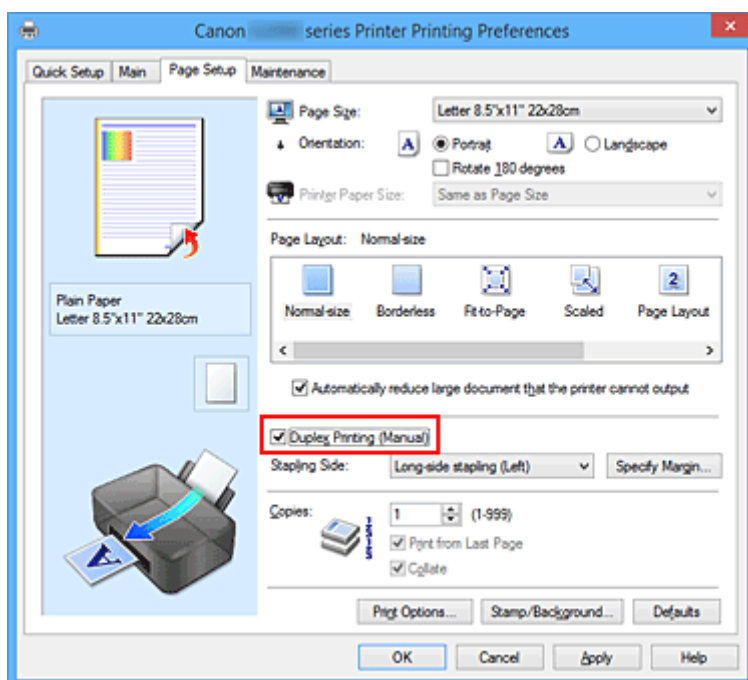 Canon series Printer Printing Preferences
Quick Setup Main Page Setup Maintenance
Page Size: Letter 8.5"x11" 22x28cm
Orientation: A Portrait A Landscape
Rotate 180 degrees
Printer Paper Size: Same as Page Size
Page Layout: Normal-size
2
Normal-size Borderless Fit-to-Page Scaled Page Layout
Plain Paper
Letter 8.5"x11" 22x28cm
Automatically reduce large document that the printer cannot output
Duplex Printing (Manual)
Stapling Side: Long-side stapling (Left) Specify Margin...
Copies: 1 (1-999)
Print from Last Page
Collate
A
Print Options... Stamp/Background... Defaults
OK Cancel Apply Help